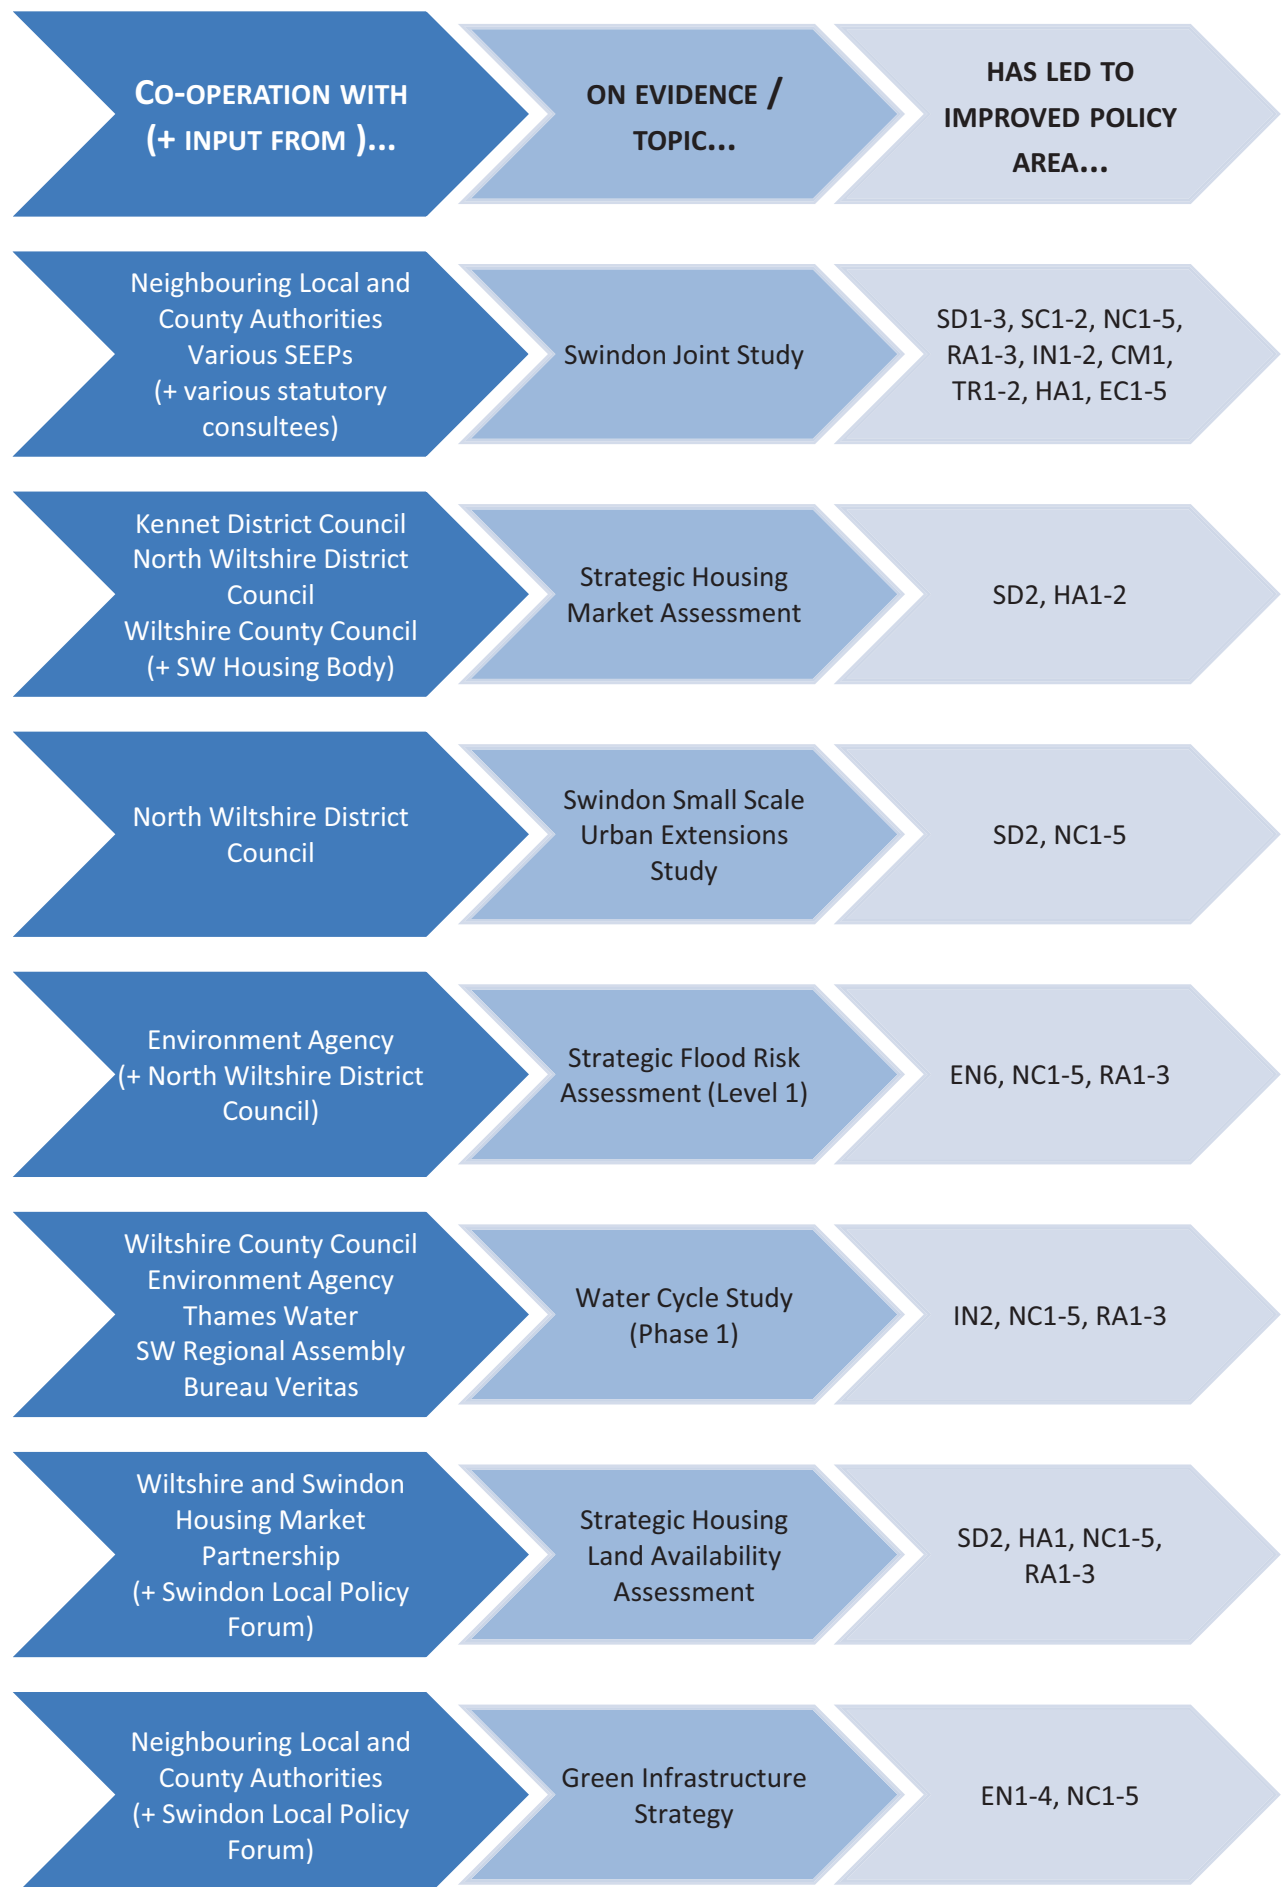 CO-OPERATION WITH
(+ INPUT FROM )...
ON EVIDENCE /
TOPIC...
HAS LED TO
IMPROVED POLICY
AREA...
Neighbouring Local and
County Authorities
Various SEEPs
(+ various statutory
consultees)
Swindon Joint Study
SD1-3, SC1-2, NC1-5,
RA1-3, IN1-2, CM1,
TR1-2, HA1, EC1-5
Kennet District Council
North Wiltshire District
Council
Wiltshire County Council
(+ SW Housing Body)
Strategic Housing
Market Assessment
SD2, HA1-2
North Wiltshire District
Council
Swindon Small Scale
Urban Extensions
Study
SD2, NC1-5
Environment Agency
(+ North Wiltshire District
Council)
Strategic Flood Risk
Assessment (Level 1)
EN6, NC1-5, RA1-3
Wiltshire County Council
Environment Agency
Thames Water
SW Regional Assembly
Bureau Veritas
Water Cycle Study
(Phase 1)
IN2, NC1-5, RA1-3
Wiltshire and Swindon
Housing Market
Partnership
(+ Swindon Local Policy
Forum)
Strategic Housing
Land Availability
Assessment
SD2, HA1, NC1-5,
RA1-3
Neighbouring Local and
County Authorities
(+ Swindon Local Policy
Forum)
Green Infrastructure
Strategy
EN1-4, NC1-5